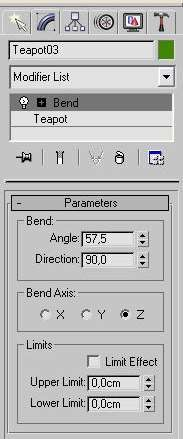 Teapot03
Modifier List
Bend
Teapot
Parameters
Bend:
Angle: 57,5
Direction: 90,0
Bend Axis:
X Y Z
Limits
Limit Effect
Upper Limit: 0,0cm
Lower Limit: 0,0cm